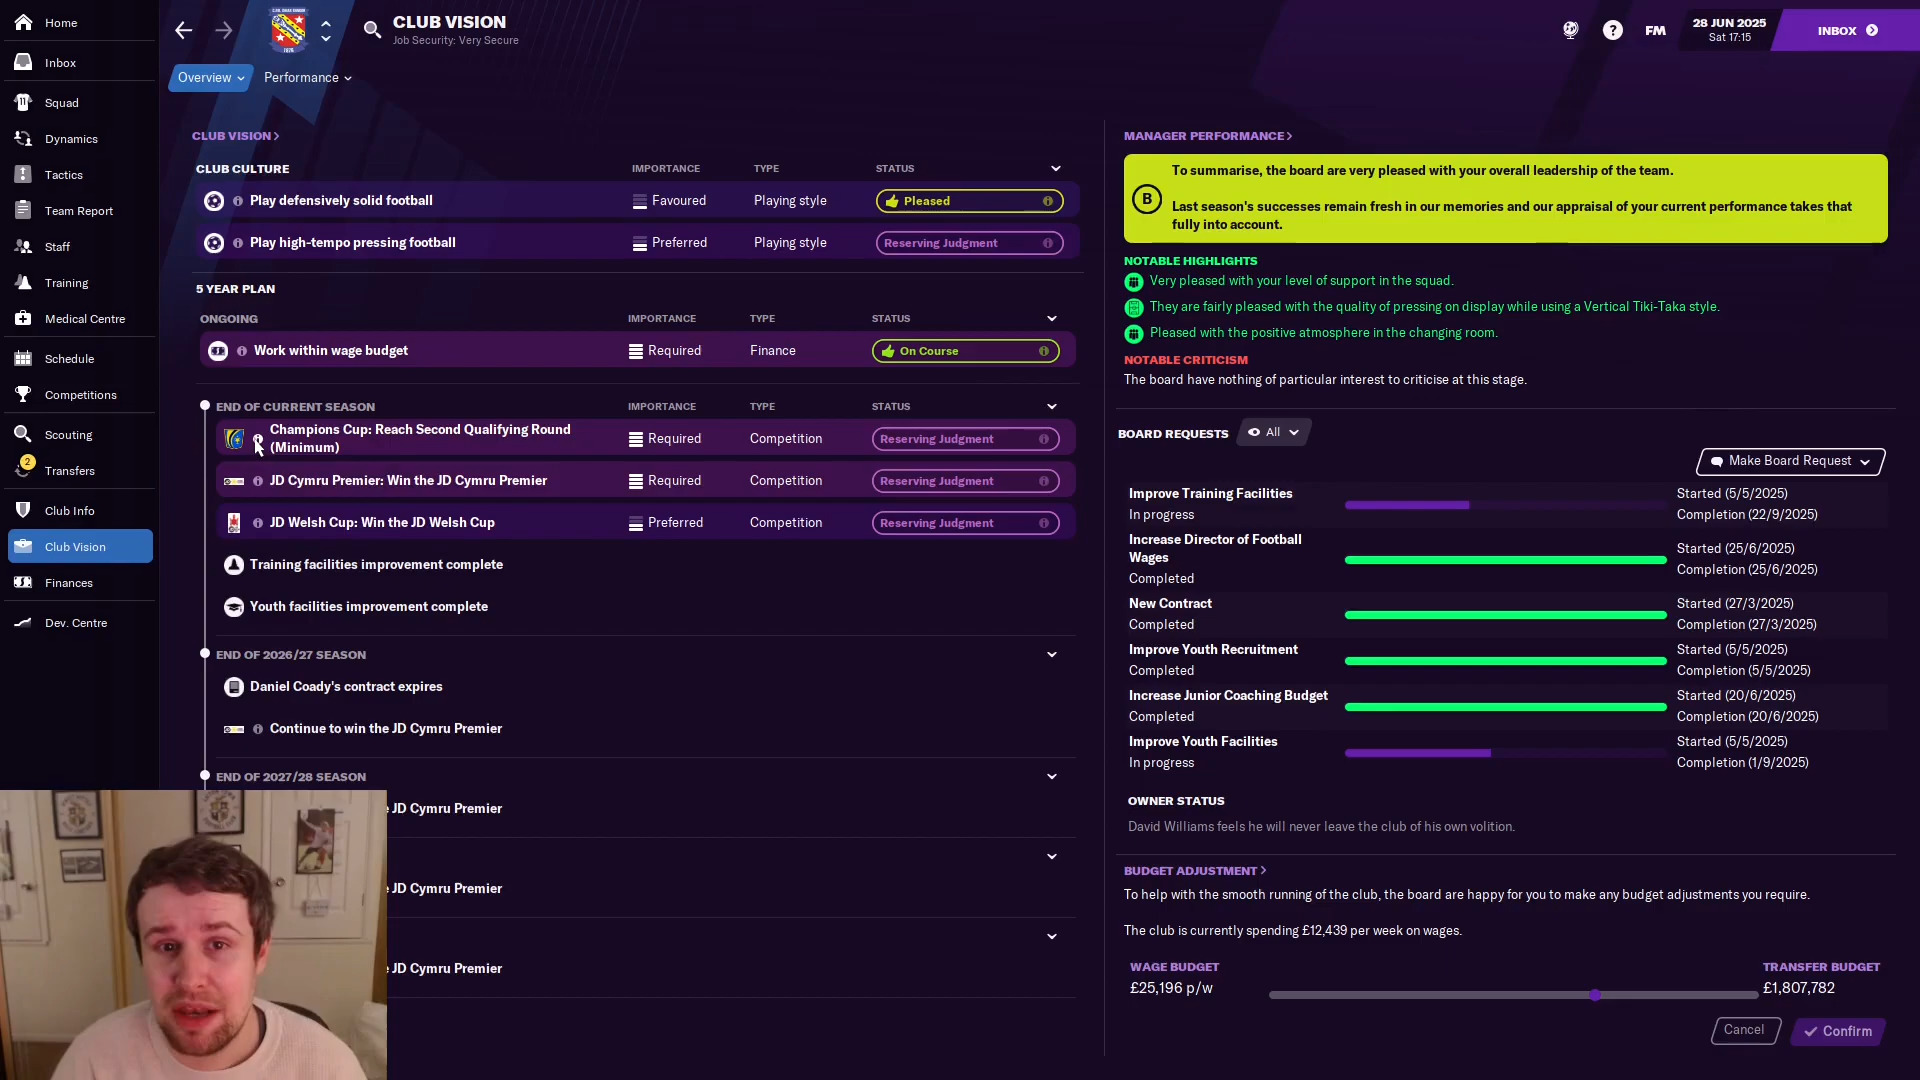 Home
Inbox
Squad
Dynamics
Tactics
Team Report
Staff
Training
Medical Centre
Schedule
Competitions
Scouting
2
Transfers
Club Info
Club Vision
Finances
Dev. Centre
CLUB VISION
Job Security: Very Secure
FM
28 JUN 2025
Sat 17:15
INBOX
Overview
Performance
CLUB VISION
CLUB CULTURE IMPORTANCE TYPE STATUS
Play defensively solid football Favoured Playing style Pleased
Play high-tempo pressing football Preferred Playing style Reserving Judgment
5 YEAR PLAN
ONGOING IMPORTANCE TYPE STATUS
Work within wage budget Required Finance On Course
END OF CURRENT SEASON IMPORTANCE TYPE STATUS
Champions Cup: Reach Second Qualifying Round
(Minimum) Required Competition Reserving Judgment
JD Cymru Premier: Win the JD Cymru Premier Required Competition Reserving Judgment
JD Welsh Cup: Win the JD Welsh Cup Preferred Competition Reserving Judgment
Training facilities improvement complete
Youth facilities improvement complete
END OF 2026/27 SEASON
Daniel Coady's contract expires
Continue to win the JD Cymru Premier
END OF 2027/28 SEASON
JD Cymru Premier
JD Cymru Premier
JD Cymru Premier
MANAGER PERFORMANCE
B
To summarise, the board are very pleased with your overall leadership of the team.
Last season's successes remain fresh in our memories and our appraisal of your current performance takes that
fully into account.
NOTABLE HIGHLIGHTS
Very pleased with your level of support in the squad.
They are fairly pleased with the quality of pressing on display while using a Vertical Tiki-Taka style.
Pleased with the positive atmosphere in the changing room.
NOTABLE CRITICISM
The board have nothing of particular interest to criticise at this stage.
BOARD REQUESTS All
Make Board Request
Improve Training Facilities Started (5/5/2025)
In progress Completion (22/9/2025)
Increase Director of Football
Wages Started (25/6/2025)
Completed Completion (25/6/2025)
New Contract Started (27/3/2025)
Completed Completion (27/3/2025)
Improve Youth Recruitment Started (5/5/2025)
Completed Completion (5/5/2025)
Increase Junior Coaching Budget Started (20/6/2025)
Completed Completion (20/6/2025)
Improve Youth Facilities Started (5/5/2025)
In progress Completion (1/9/2025)
OWNER STATUS
David Williams feels he will never leave the club of his own volition.
BUDGET ADJUSTMENT
To help with the smooth running of the club, the board are happy for you to make any budget adjustments you require.
The club is currently spending £12,439 per week on wages.
WAGE BUDGET TRANSFER BUDGET
£25,196 p/w £1,807,782
Cancel Confirm